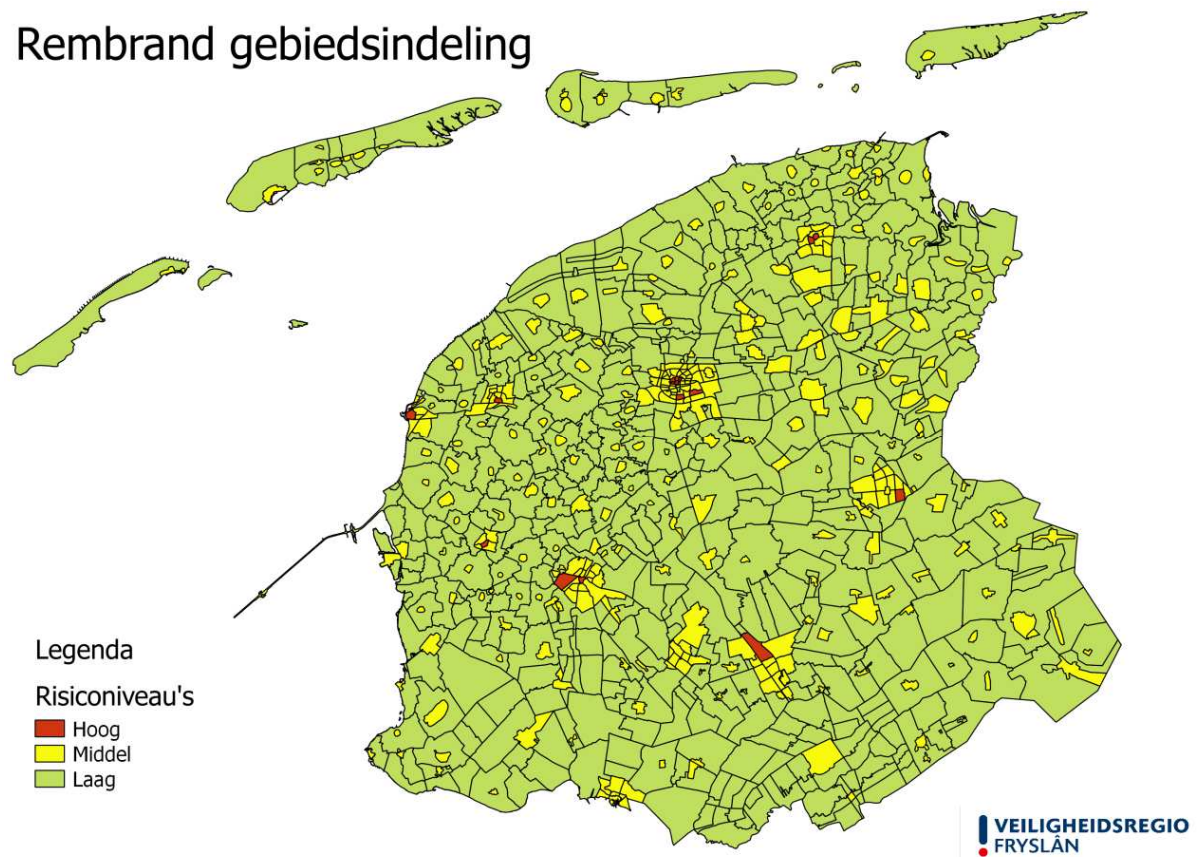 Rembrand gebiedsindeling
Legenda
Risiconiveau's
Hoog
Middel
Laag
VEILIGHEIDSREGIO
FRYSLÂN